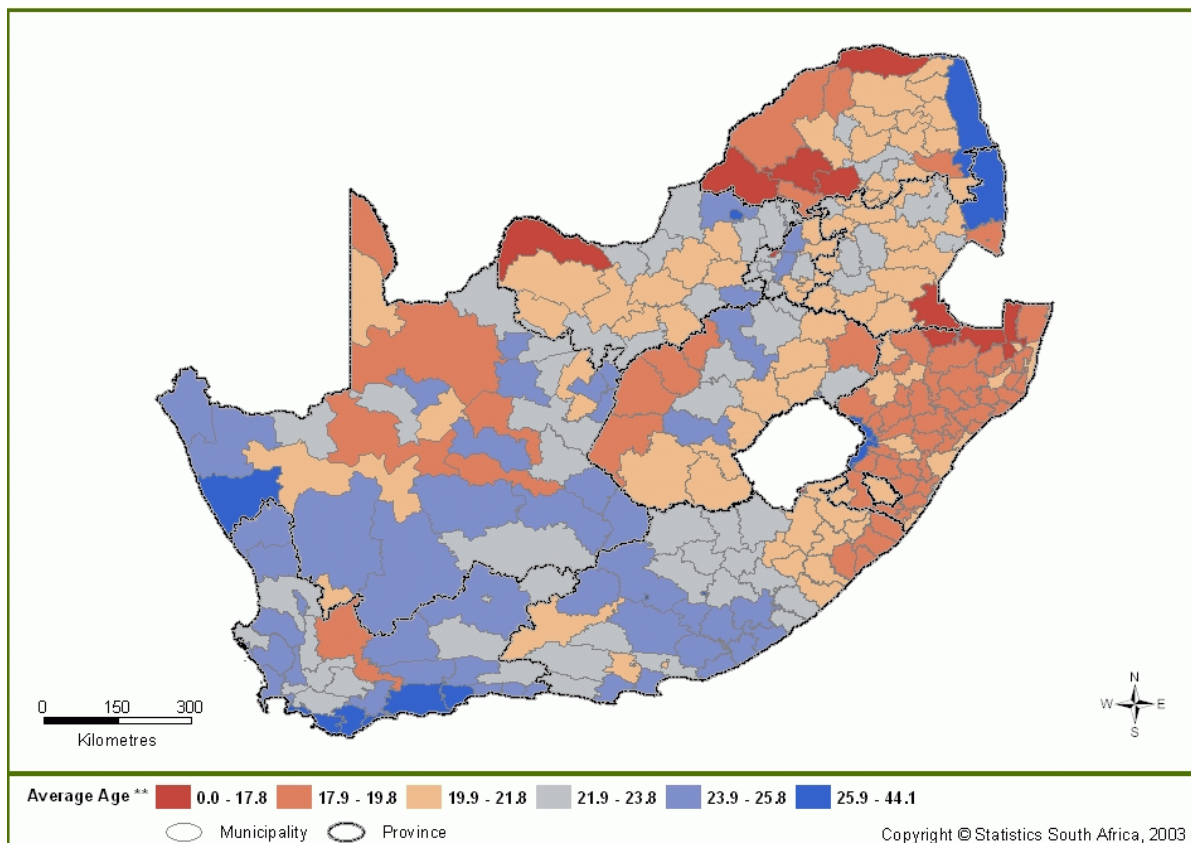 N
W E
S
0 150 300
Kilometres
Average Age ** 0.0 - 17.8 17.9 - 19.8 19.9 - 21.8 21.9 - 23.8 23.9 - 25.8 25.9 - 44.1
Municipality Province
Copyright © Statistics South Africa, 2003